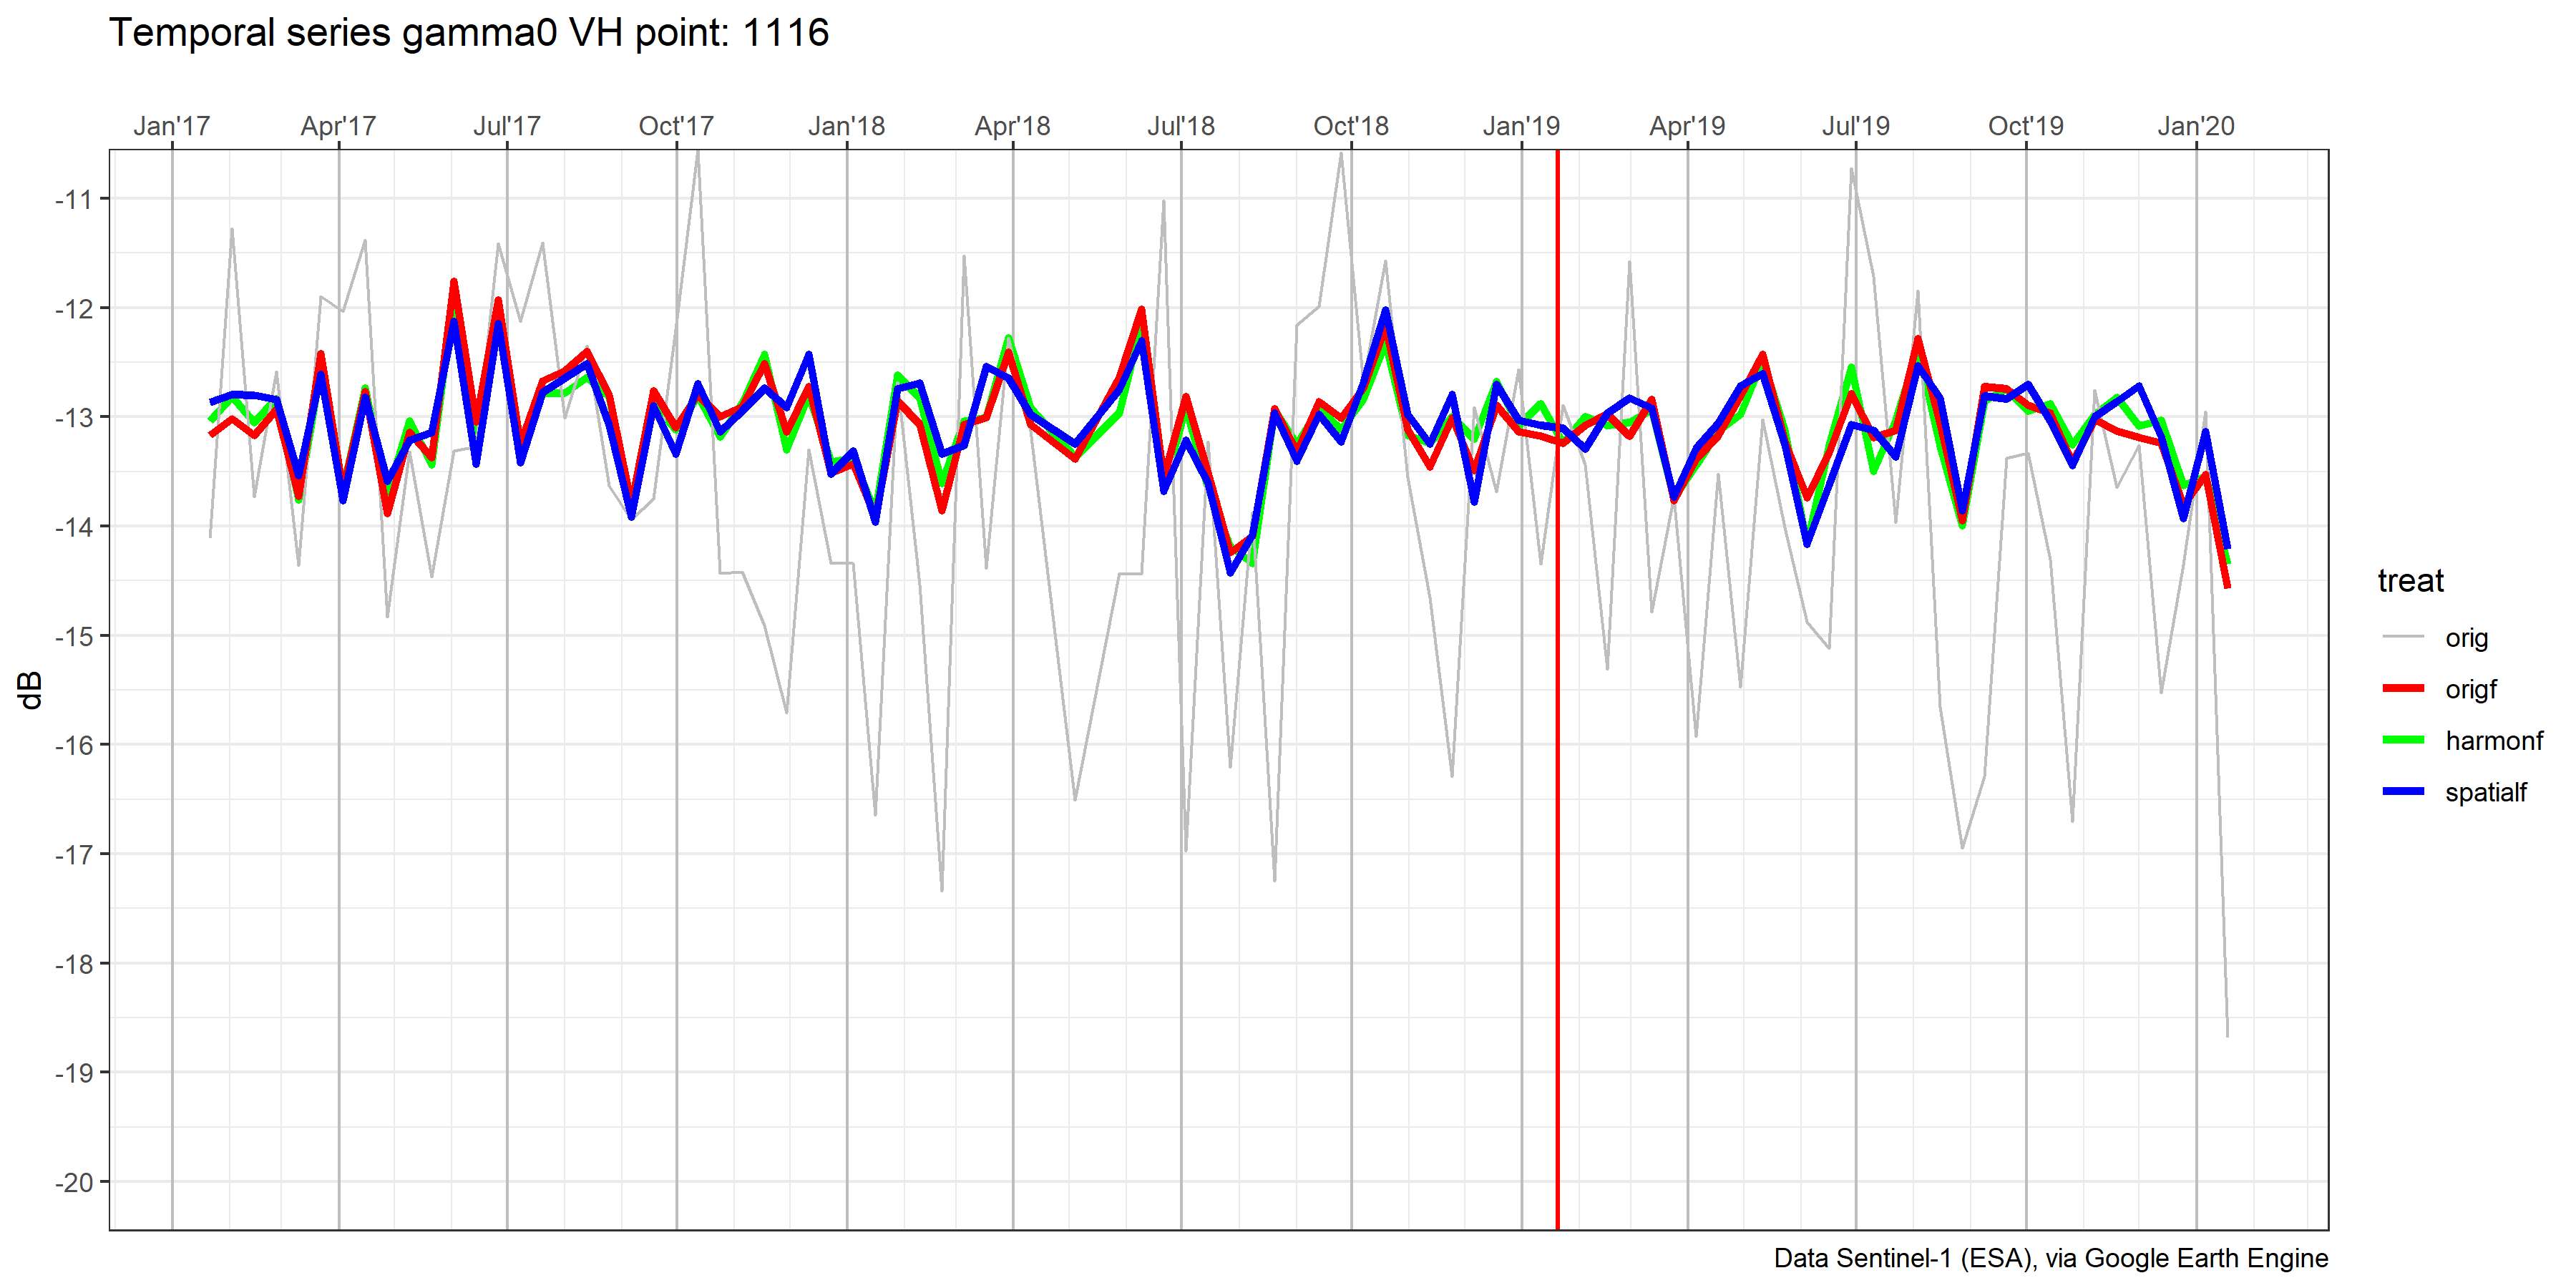 Temporal series gamma0 VH point: 1116
Jan'17 Apr'17 Jul'17 Oct'17 Jan'18 Apr'18 Jul'18 Oct'18 Jan'19 Apr'19 Jul'19 Oct'19 Jan'20
-11
-12
-13
-14
-15
-16
-17
-18
-19
-20
dB
treat
orig
origf
harmonf
spatialf
Data Sentinel-1 (ESA), via Google Earth Engine